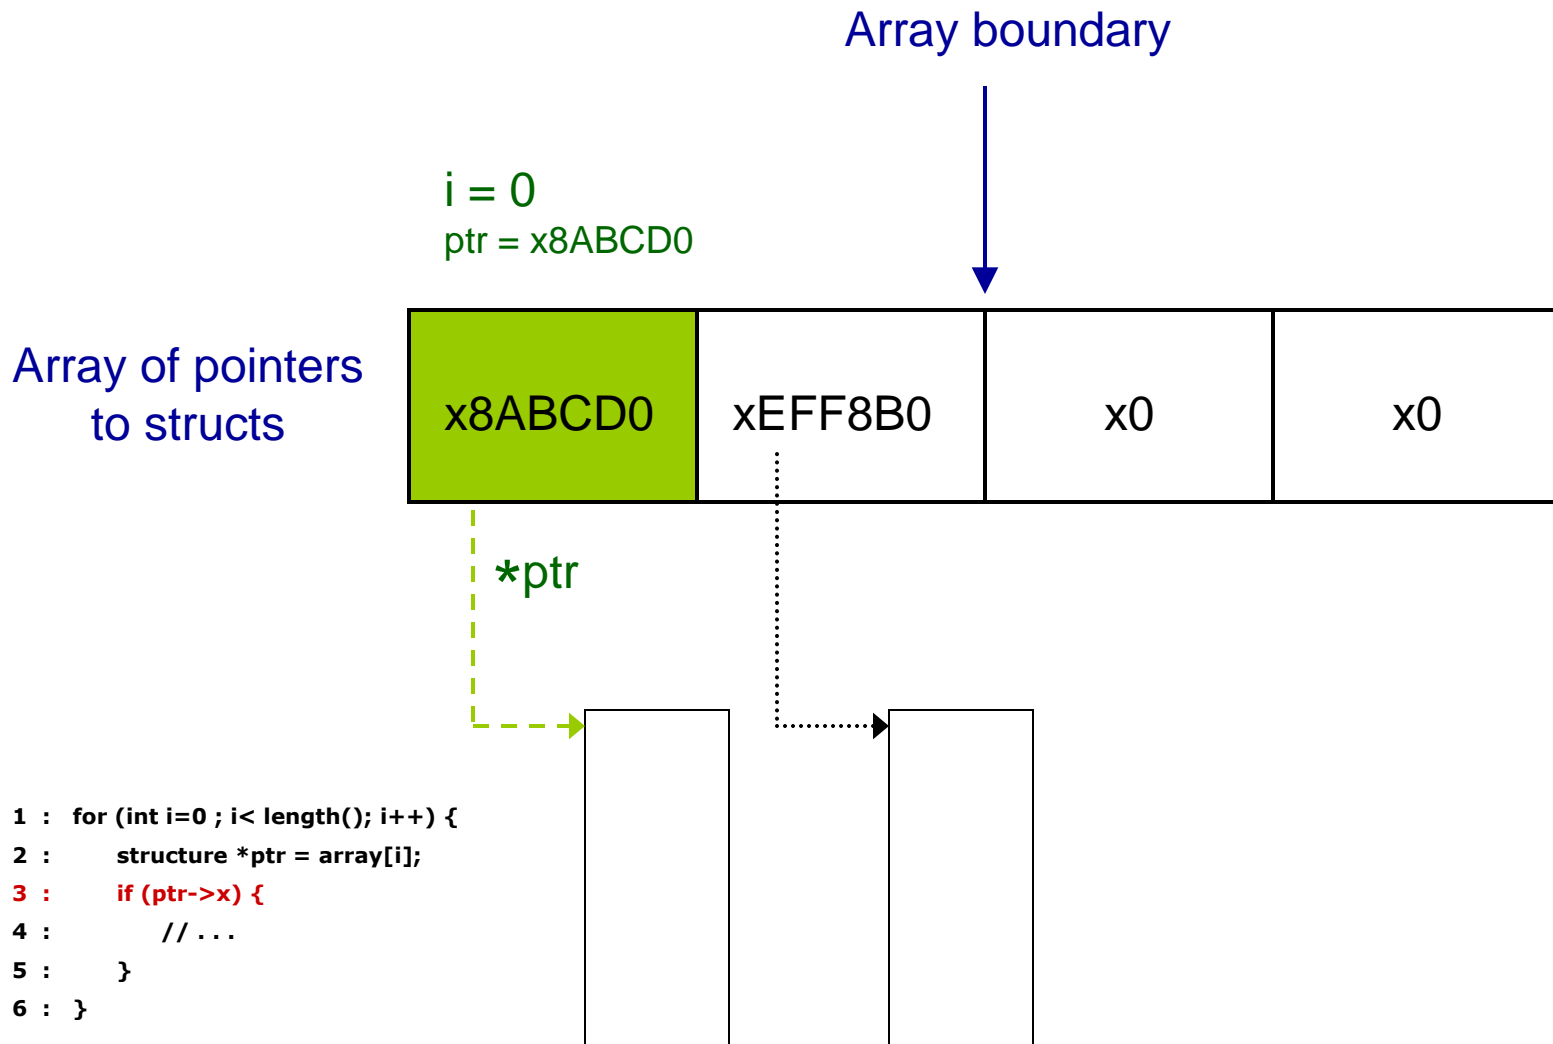 Array boundary
i = 0
ptr = x8ABCD0
Array of pointers
to structs
x8ABCD0
xEFF8B0
x0
x0
*ptr
1 : for (int i=0 ; i< length(); i++) {
2 : structure *ptr = array[i];
3 : if (ptr->x) {
4 : // . . .
5 : }
6 : }